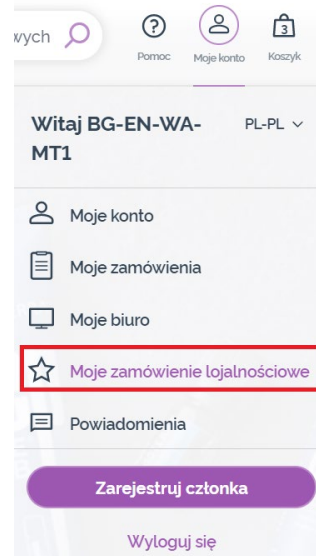 wych
3
Pomoc Moje konto Koszyk
Witaj BG-EN-WA- PL-PL
MT1
Moje konto
Moje zamówienia
Moje biuro
Moje zamówienie lojalnościowe
Powiadomienia
Zarejestruj członka
Wyloguj się